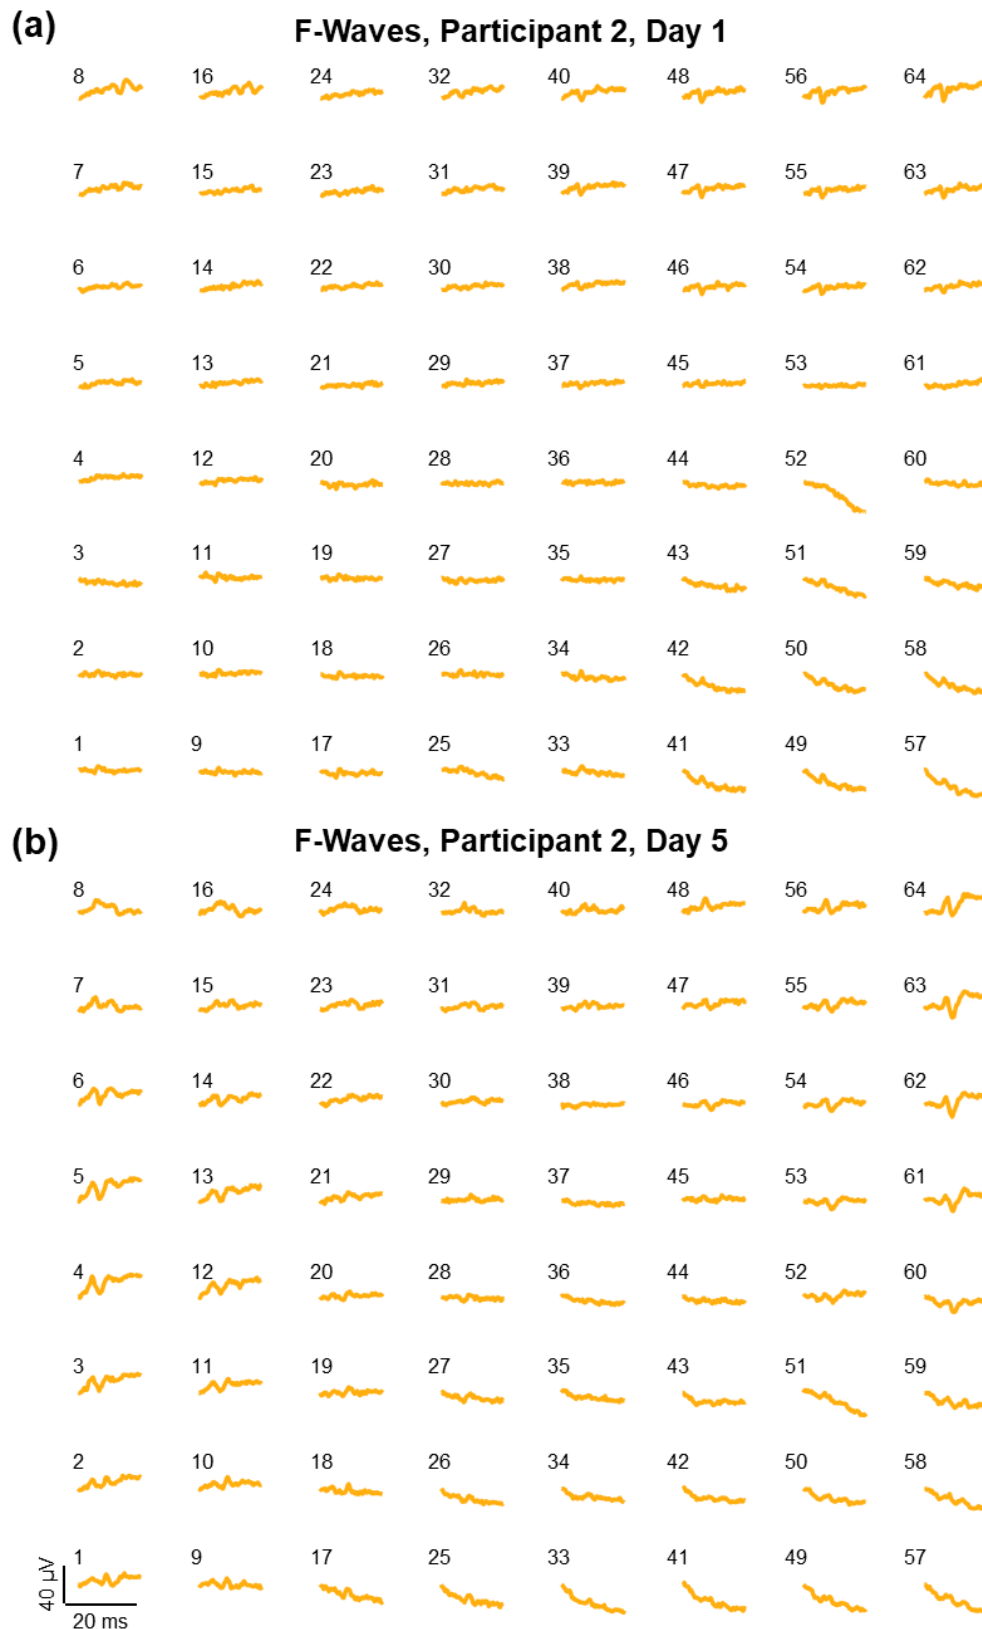 (a)
F-Waves, Participant 2, Day 1
8 16 24 32 40 48 56 64
7 15 23 31 39 47 55 63
6 14 22 30 38 46 54 62
5 13 21 29 37 45 53 61
4 12 20 28 36 44 52 60
3 11 19 27 35 43 51 59
2 10 18 26 34 42 50 58
1 9 17 25 33 41 49 57
(b)
F-Waves, Participant 2, Day 5
8 16 24 32 40 48 56 64
7 15 23 31 39 47 55 63
6 14 22 30 38 46 54 62
5 13 21 29 37 45 53 61
4 12 20 28 36 44 52 60
3 11 19 27 35 43 51 59
2 10 18 26 34 42 50 58
1 9 17 25 33 41 49 57
40 μV
20 ms